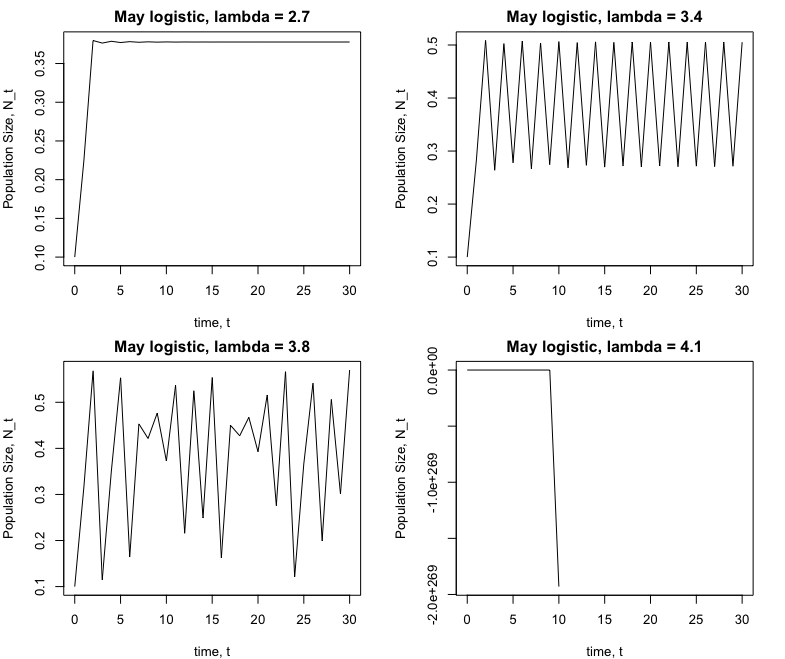 May logistic, lambda = 2.7
Population Size, N_t
0.10 0.15 0.20 0.25 0.30 0.35
0 5 10 15 20 25 30
time, t
May logistic, lambda = 3.4
Population Size, N_t
0.1 0.2 0.3 0.4 0.5
0 5 10 15 20 25 30
time, t
May logistic, lambda = 3.8
Population Size, N_t
0.1 0.2 0.3 0.4 0.5
0 5 10 15 20 25 30
time, t
May logistic, lambda = 4.1
Population Size, N_t
-2.0e+269 -1.0e+269 0.0e+00
0 5 10 15 20 25 30
time, t